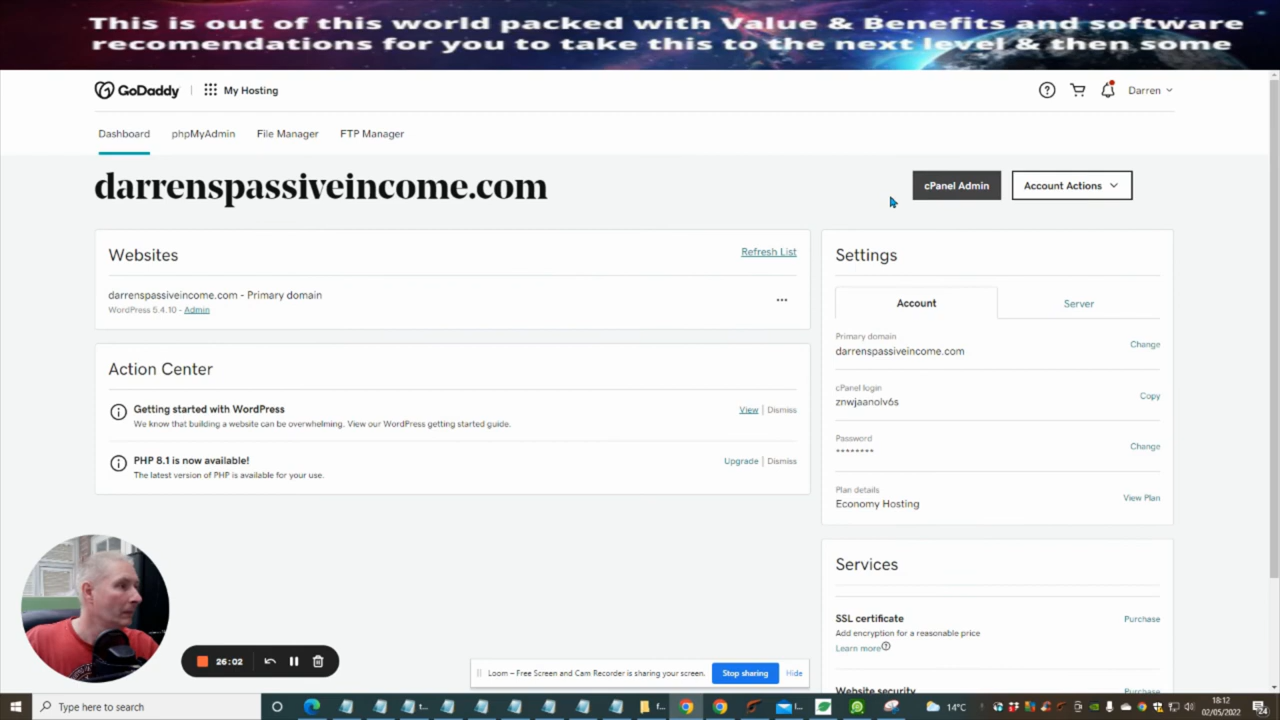 This is out of this world packed with Value & Benefits and software
recomendations for you to take this to the next level & then some
GoDaddy
My Hosting
Darren
Dashboard
phpMyAdmin
File Manager
FTP Manager
darrenspassiveincome.com
cPanel Admin
Account Actions
Websites
Refresh List
darrenspassiveincome.com - Primary domain
WordPress 5.4.10 - Admin
Action Center
Getting started with WordPress
View | Dismiss
We know that building a website can be overwhelming. View our WordPress getting started guide.
PHP 8.1 is now available!
Upgrade | Dismiss
The latest version of PHP is available for your use.
Settings
Account
Server
Primary domain
darrenspassiveincome.com
Change
cPanel login
znwjaanolv6s
Copy
Password
********
Change
Plan details
Economy Hosting
View Plan
Services
SSL certificate
Purchase
Add encryption for a reasonable price
Learn more
Website security
Purchase
26:02
Loom – Free Screen and Cam Recorder is sharing your screen.
Stop sharing
Hide
Type here to search
14°C
18:12
02/05/2022
24